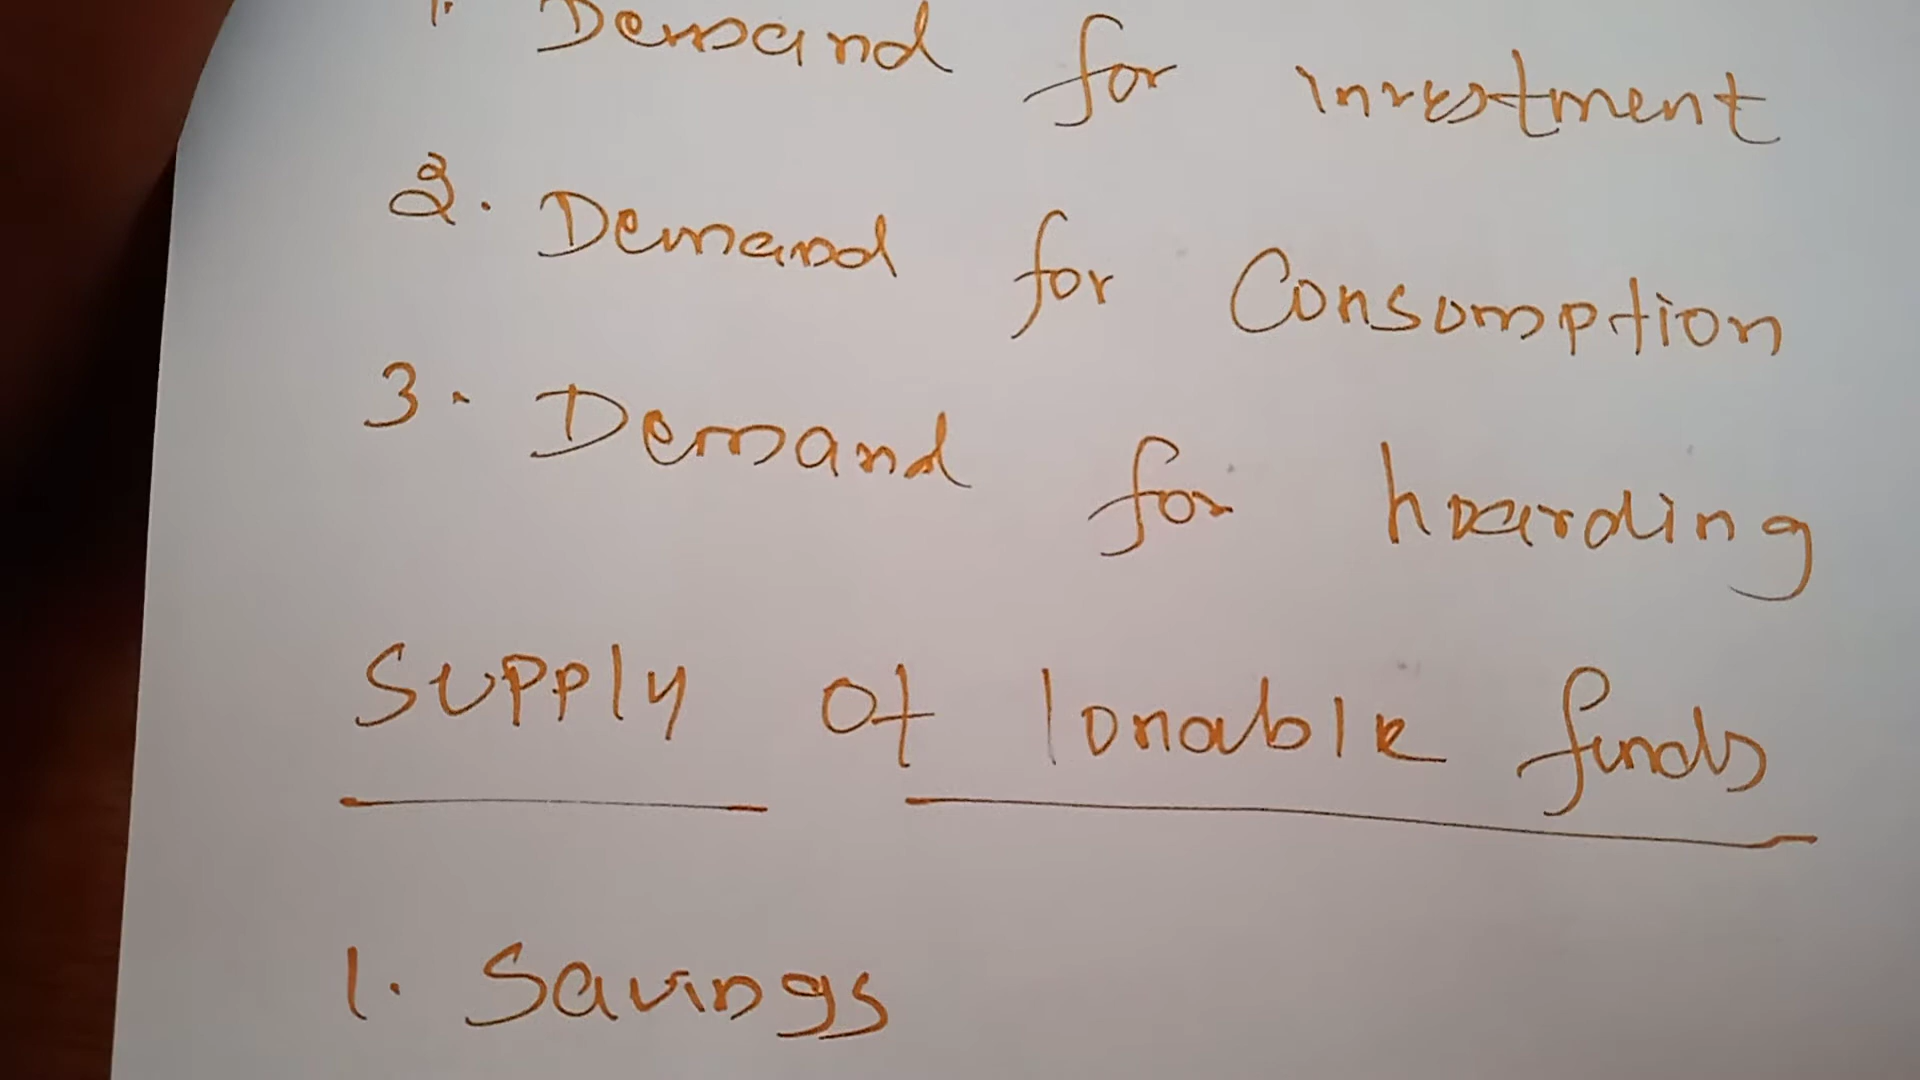 1. Demand for investment
2. Demand for Consumption
3. Demand for hoarding
Supply of lonable funds
1. Savings